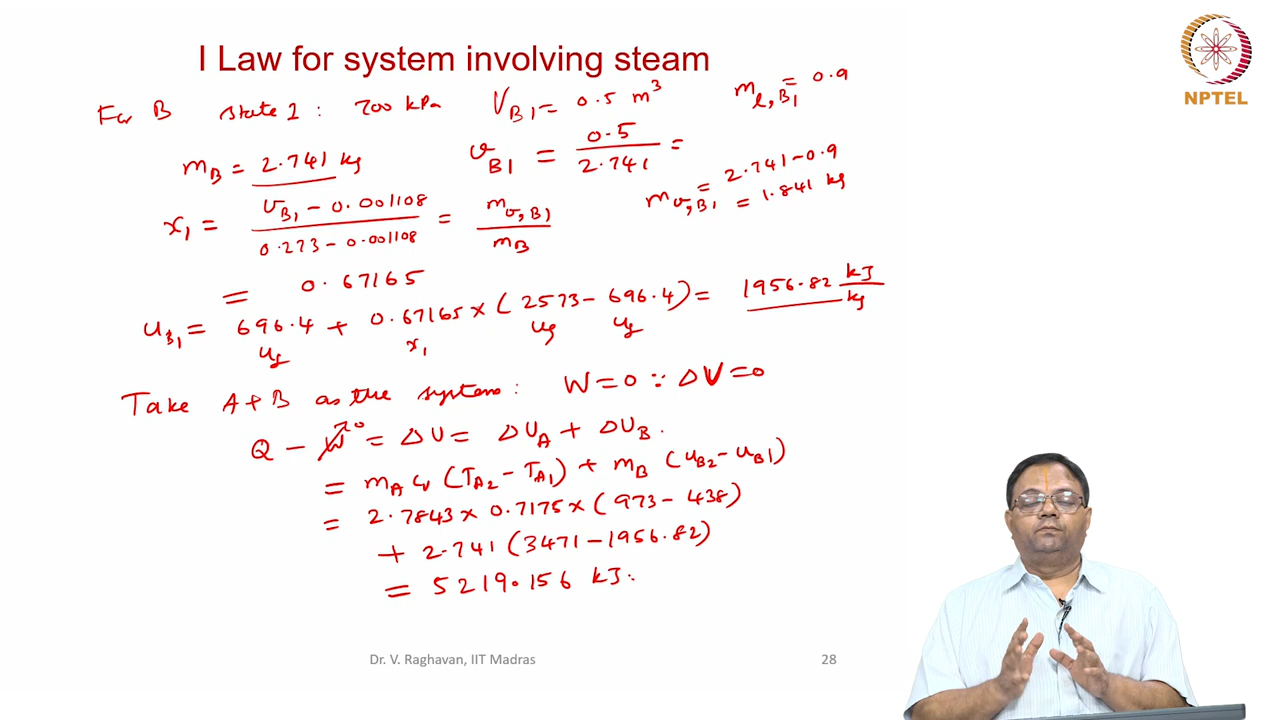 I Law for system involving steam
NPTEL
For B state 1 : 700 kPa V_B1 = 0.5 m³ m_l,B1 = 0.9
m_B = 2.741 kg v_B1 = 0.5 / 2.741 =
m_v,B1 = 2.741 - 0.9
= 1.841 kg
x₁ = (v_B1 - 0.001108) / (0.273 - 0.001108) = m_v,B1 / m_B
= 0.67165
u_B1 = 696.4 + 0.67165 × (2573 - 696.4) = 1956.82 kJ/kg
u_f x₁ u_g u_f
Take A+B as the system : W = 0 ∵ ΔV = 0
Q - W⁰ = ΔU = ΔU_A + ΔU_B.
= m_A c_v (T_A2 - T_A1) + m_B (u_B2 - u_B1)
= 2.7843 × 0.7175 × (973 - 438)
+ 2.741 (3471 - 1956.82)
= 5219.156 kJ.
Dr. V. Raghavan, IIT Madras
28